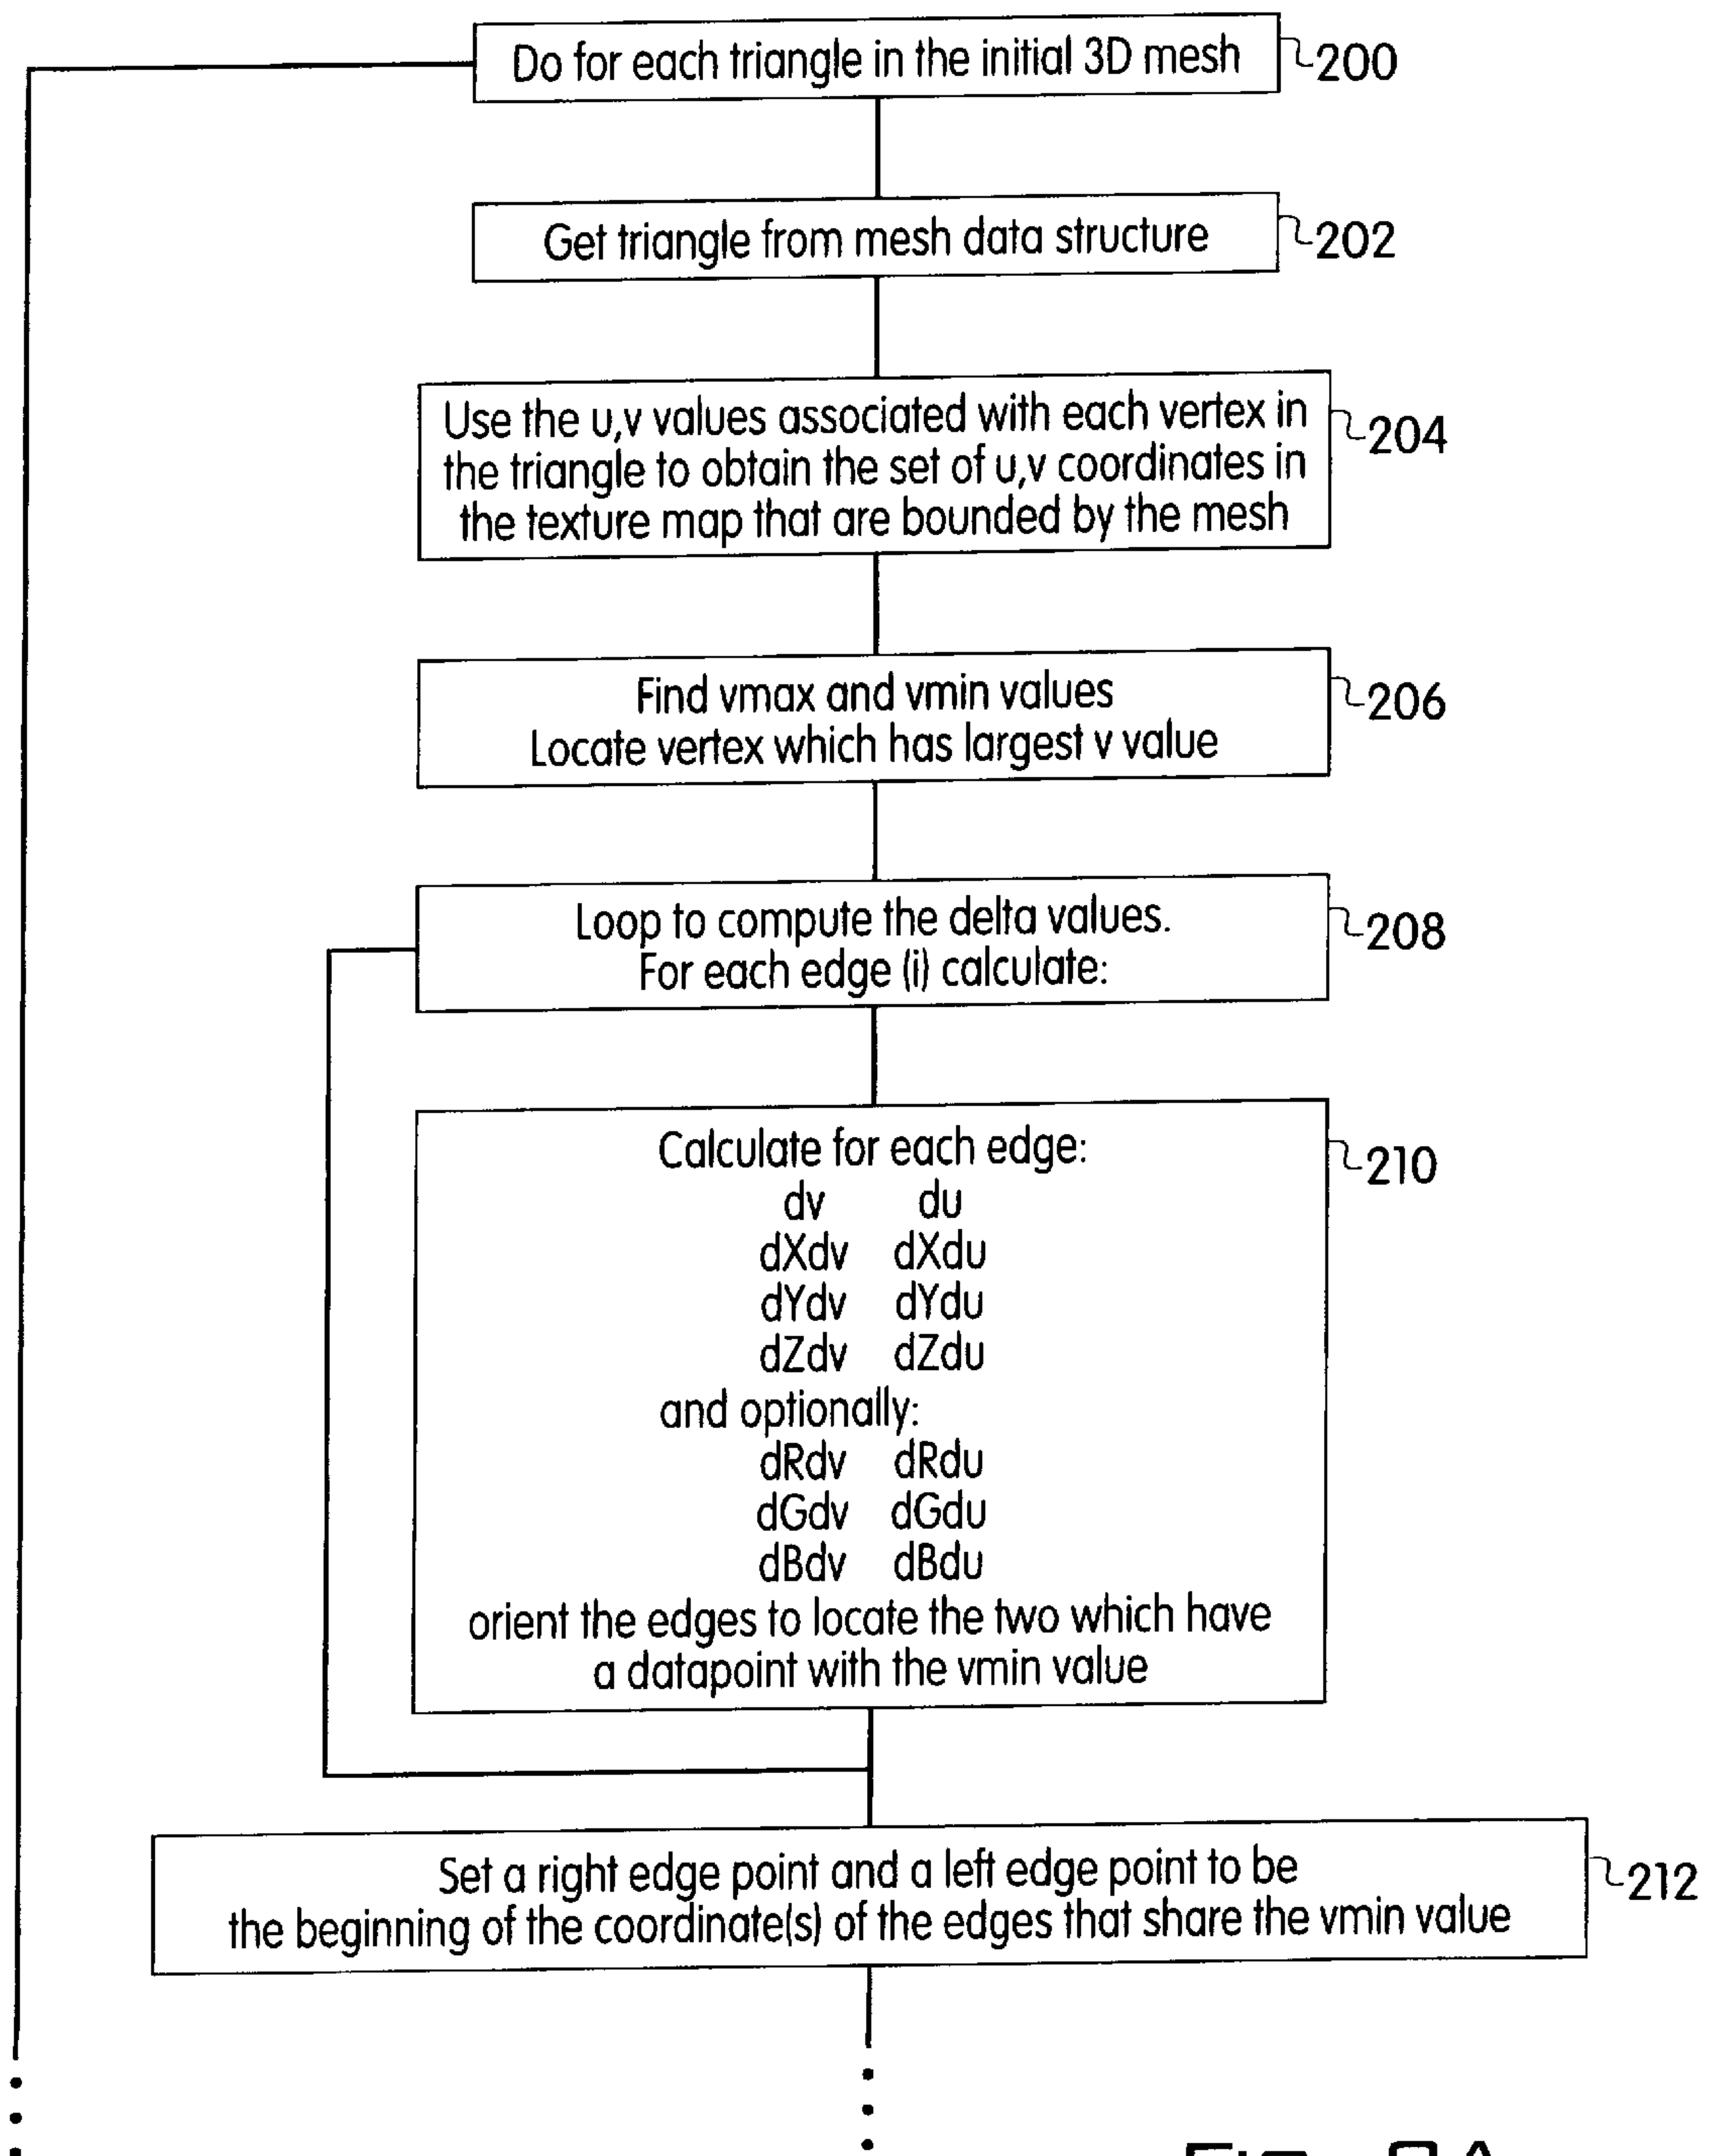 Do for each triangle in the initial 3D mesh
200
Get triangle from mesh data structure
202
Use the u,v values associated with each vertex in
the triangle to obtain the set of u,v coordinates in
the texture map that are bounded by the mesh
204
Find vmax and vmin values
Locate vertex which has largest v value
206
Loop to compute the delta values.
For each edge (i) calculate:
208
Calculate for each edge:
dv du
dXdv dXdu
dYdv dYdu
dZdv dZdu
and optionally:
dRdv dRdu
dGdv dGdu
dBdv dBdu
orient the edges to locate the two which have
a datapoint with the vmin value
210
Set a right edge point and a left edge point to be
the beginning of the coordinate(s) of the edges that share the vmin value
212